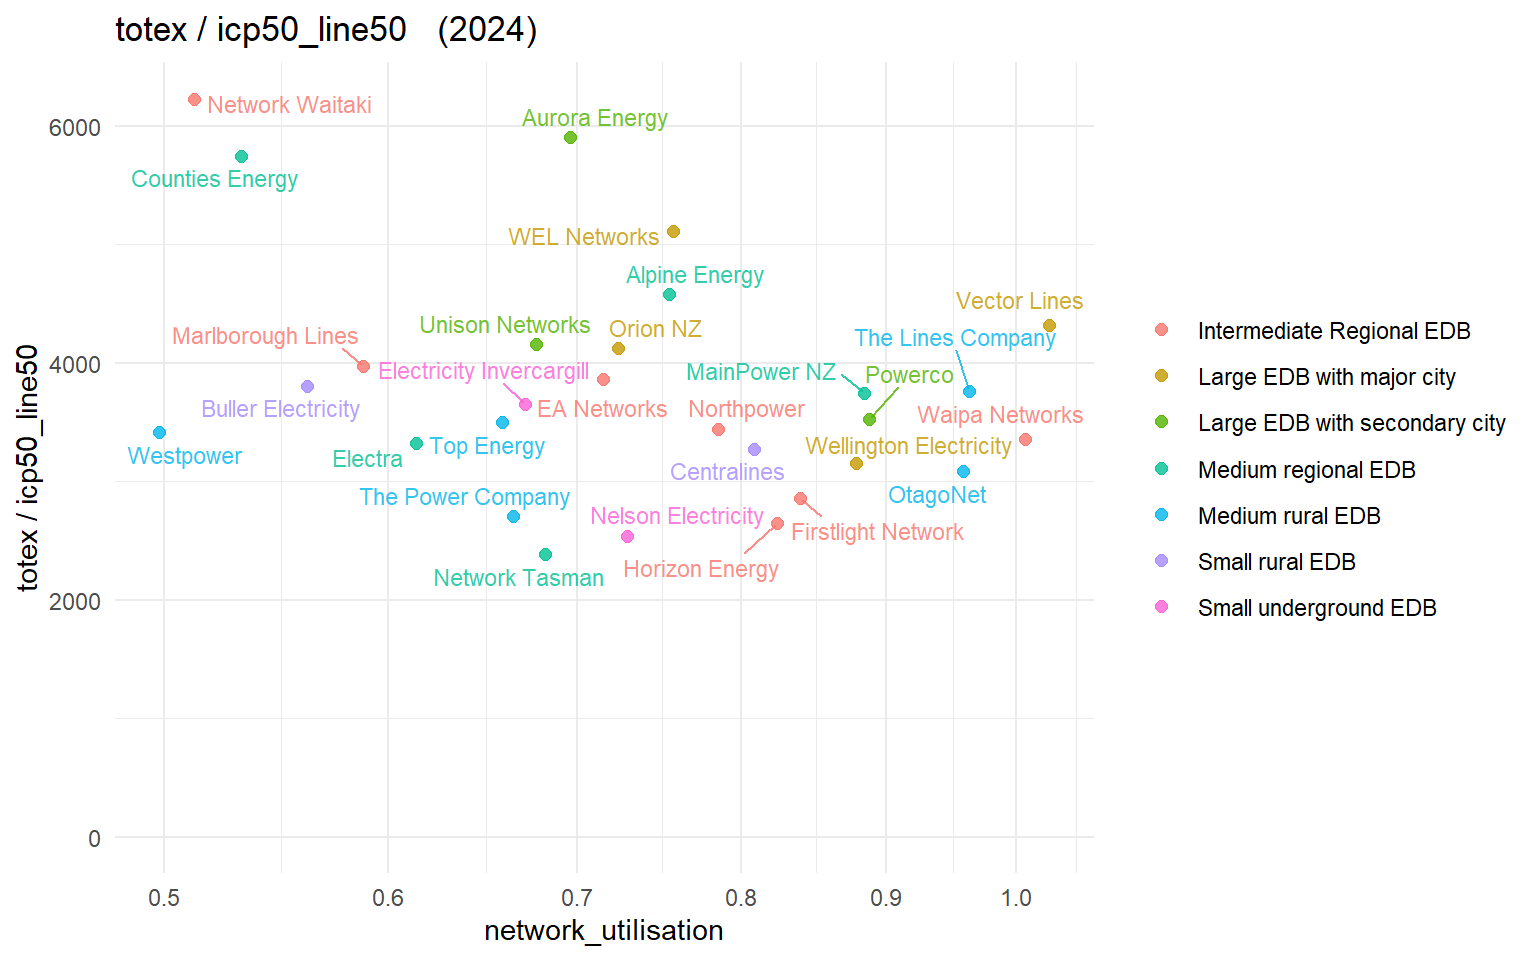 totex / icp50_line50 (2024)
totex / icp50_line50
6000
4000
2000
0
Network Waitaki
Aurora Energy
Counties Energy
WEL Networks
Alpine Energy
Vector Lines
Unison Networks
Orion NZ
Marlborough Lines
The Lines Company
Electricity Invercargill
MainPower NZ
Powerco
Buller Electricity
EA Networks
Northpower
Waipa Networks
Westpower
Electra
Top Energy
Wellington Electricity
Centralines
OtagoNet
The Power Company
Nelson Electricity
Firstlight Network
Horizon Energy
Network Tasman
0.5
0.6
0.7
0.8
0.9
1.0
network_utilisation
Intermediate Regional EDB
Large EDB with major city
Large EDB with secondary city
Medium regional EDB
Medium rural EDB
Small rural EDB
Small underground EDB